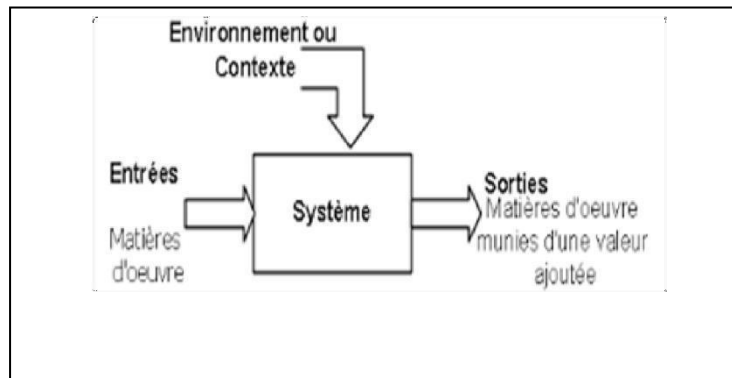 Environnement ou
Contexte
Entrées
Matières
d'oeuvre
Système
Sorties
Matières d'oeuvre
munies d'une valeur
ajoutée